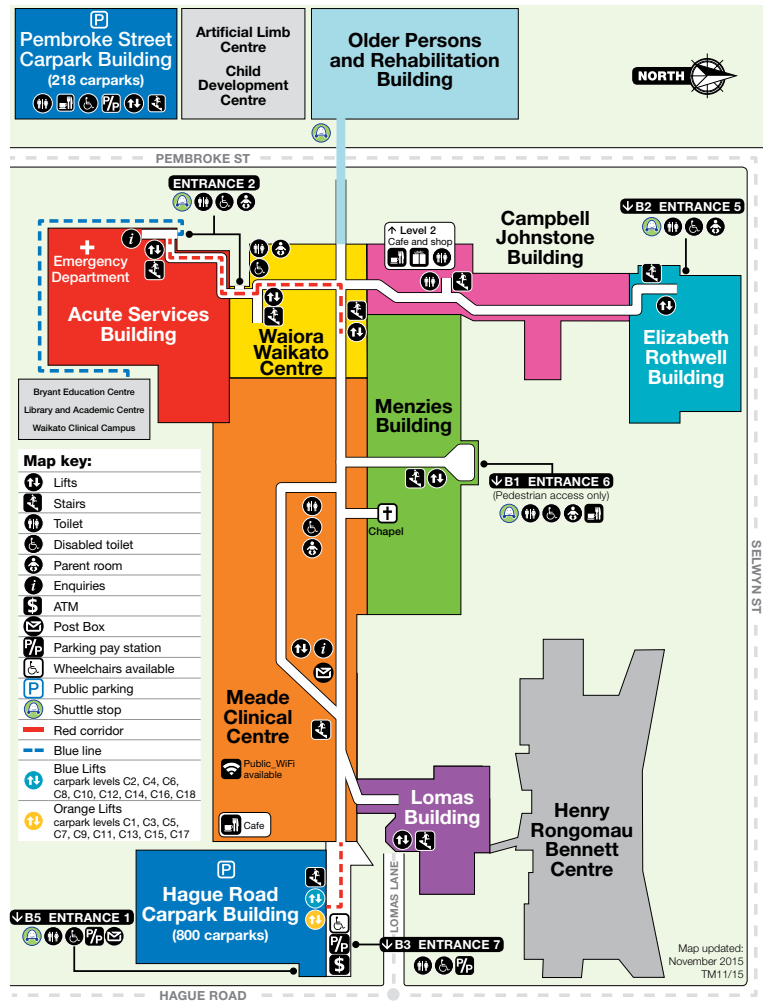 P
Pembroke Street
Carpark Building
(218 carparks)
P/P
Artificial Limb
Centre
Child
Development
Centre
Older Persons
and Rehabilitation
Building
NORTH
PEMBROKE ST
ENTRANCE 2
i
Emergency
Department
Acute Services
Building
Level 2
Cafe and shop
Campbell
Johnstone
Building
B2 ENTRANCE 5
Waiora
Waikato
Centre
Elizabeth
Rothwell
Building
Bryant Education Centre
Library and Academic Centre
Waikato Clinical Campus
Menzies
Building
B1 ENTRANCE 6
(Pedestrian access only)
Chapel
SELWYN ST
Map key:
Lifts
Stairs
Toilet
Disabled toilet
Parent room
i Enquiries
$ ATM
Post Box
P/P Parking pay station
Wheelchairs available
P Public parking
Shuttle stop
Red corridor
Blue line
Blue Lifts
carpark levels C2, C4, C6,
C8, C10, C12, C14, C16, C18
Orange Lifts
carpark levels C1, C3, C5,
C7, C9, C11, C13, C15, C17
i
Meade
Clinical
Centre
Public_WiFi
available
Cafe
Lomas
Building
Henry
Rongomau
Bennett
Centre
LOMAS LANE
P
Hague Road
Carpark Building
(800 carparks)
B5 ENTRANCE 1
P/P
P/P
$
B3 ENTRANCE 7
P/P
Map updated:
November 2015
TM11/15
HAGUE ROAD